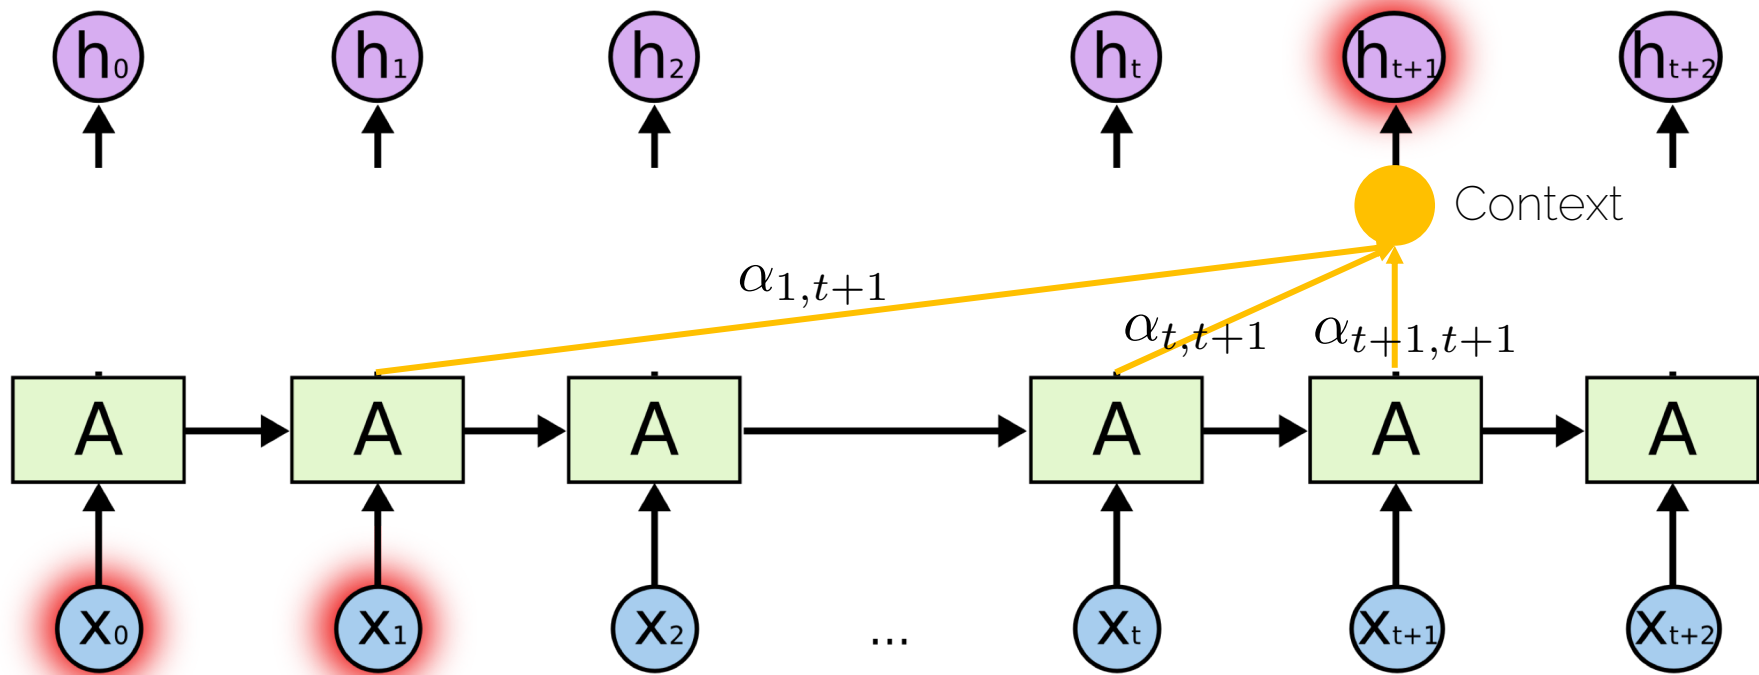 h₀ h₁ h₂ hₜ hₜ₊₁ hₜ₊₂
Context
α₁,ₜ₊₁
αₜ,ₜ₊₁ αₜ₊₁,ₜ₊₁
A A A A A A
x₀ x₁ x₂ ... xₜ xₜ₊₁ xₜ₊₂